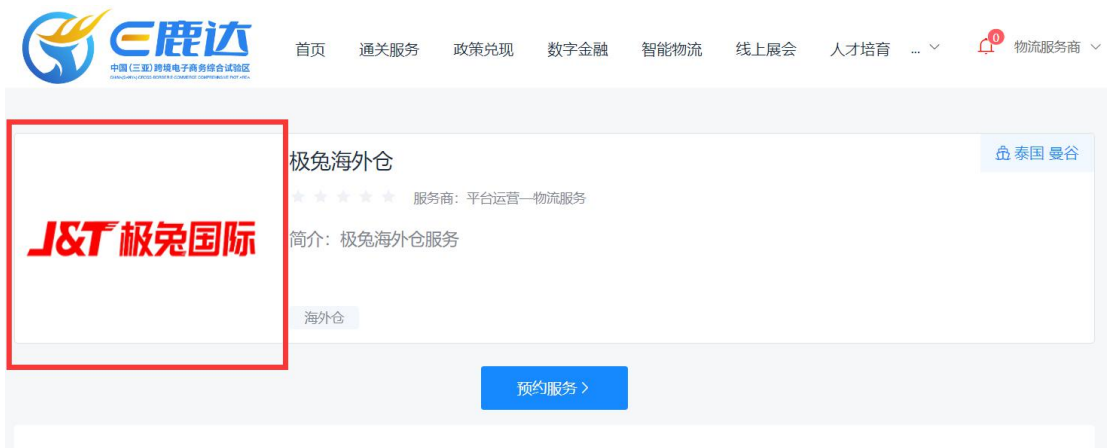 E鹿达
中国(三亚)跨境电子商务综合试验区
首页 通关服务 政策兑现 数字金融 智能物流 线上展会 人才培育 ... 0 物流服务商
极兔海外仓
泰国 曼谷
服务商：平台运营—物流服务
J&T 极兔国际
简介：极兔海外仓服务
海外仓
预约服务 >